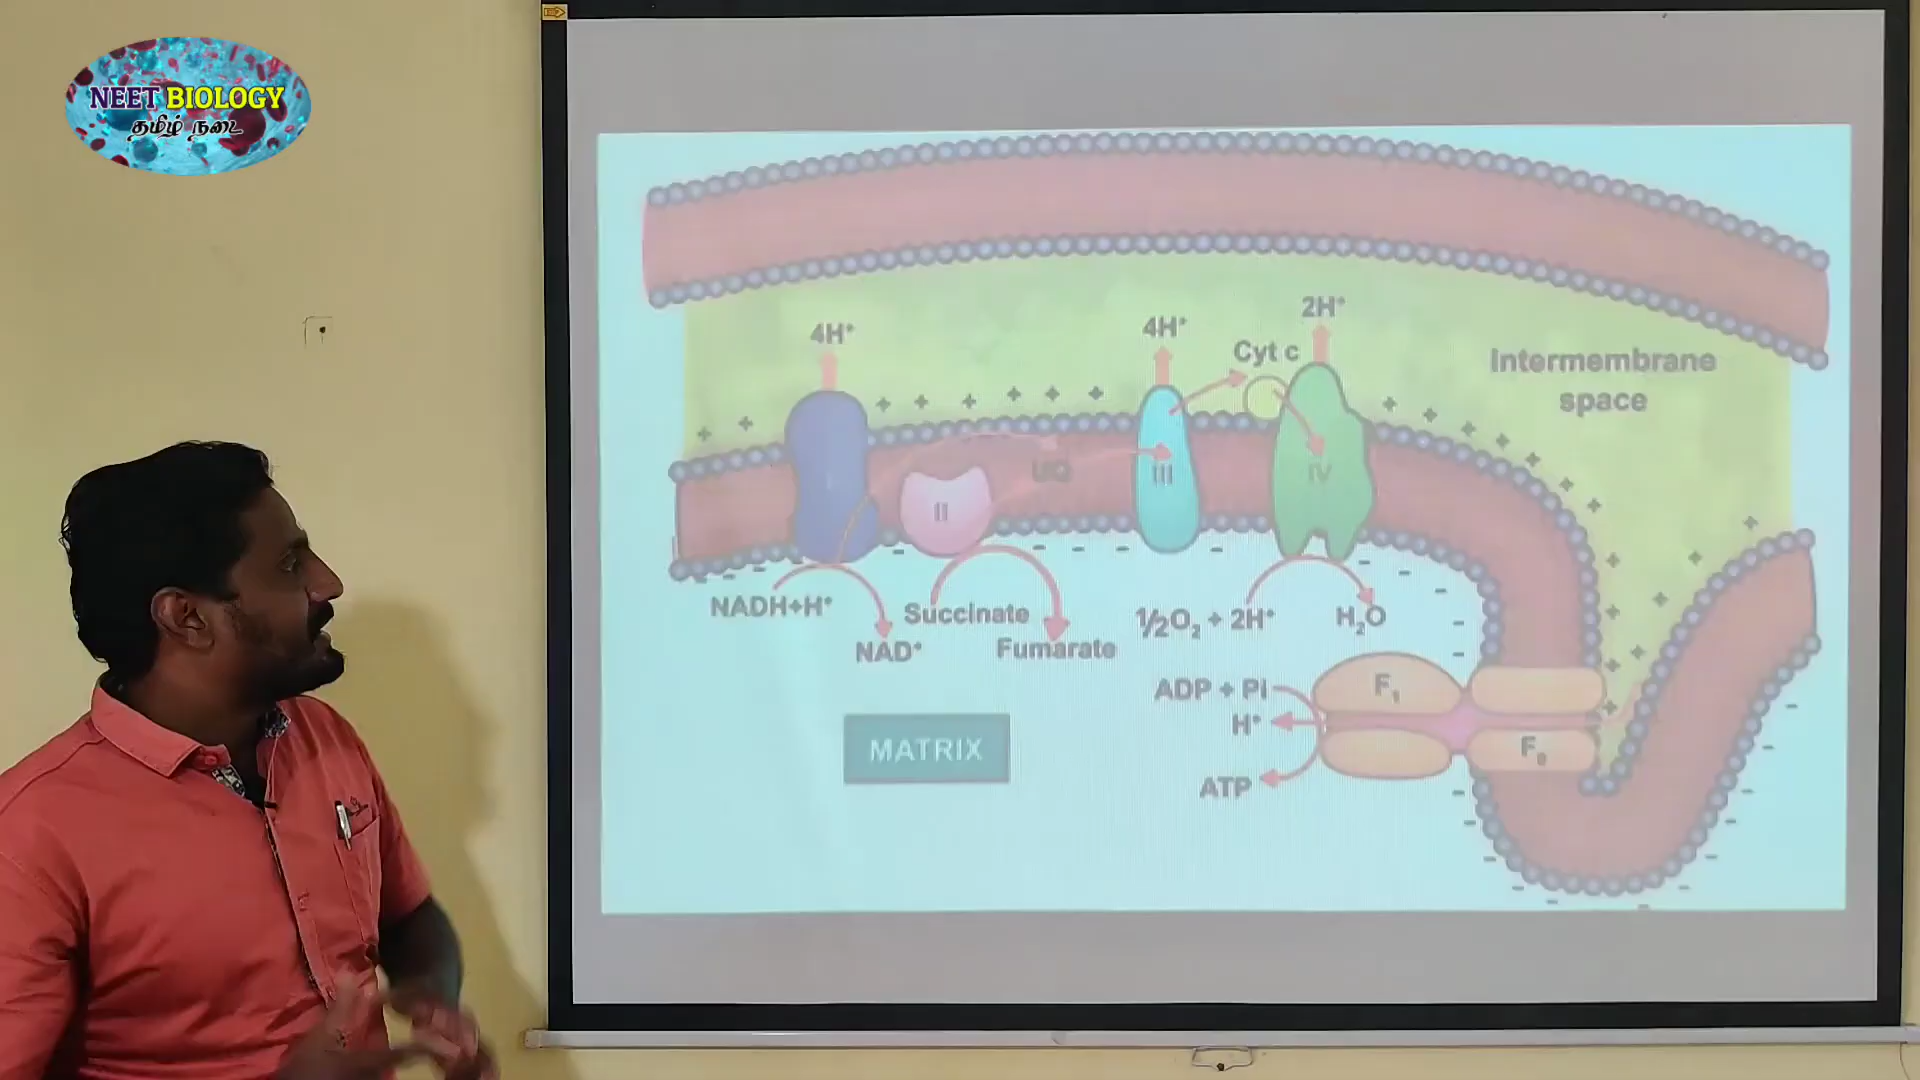 NEET BIOLOGY
தமிழ் நடை
2H⁺
4H⁺
4H⁺
Cyt c
Intermembrane
space
I
II
UQ
III
IV
NADH+H⁺
NAD⁺
Succinate
Fumarate
½O₂ + 2H⁺
H₂O
ADP + Pi
H⁺
ATP
F₁
F₀
MATRIX